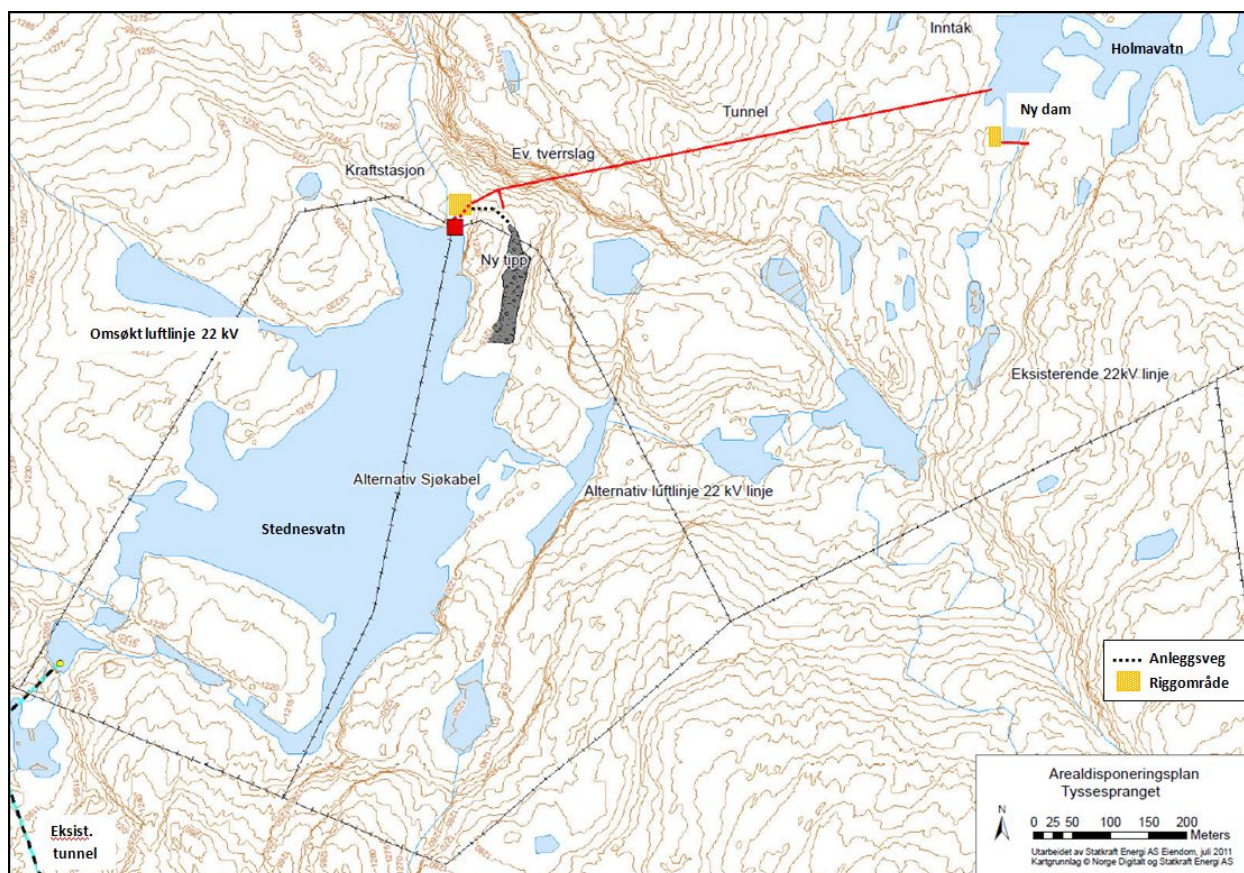 Inntak
Holmavatn
Ny dam
Tunnel
Ev. tverrslag
Kraftstasjon
Ny tipp
Omsøkt luftlinje 22 kV
Eksisterende 22kV linje
Alternativ Sjøkabel
Alternativ luftlinje 22 kV linje
Stednesvatn
Anleggsveg
Riggområde
Eksist.
tunnel
Arealdisponeringsplan
Tyssespranget
N
0 25 50 100 150 200
Meters
Utarbeidet av Statkraft Energi AS Eiendom, juli 2011
Kartgrunnlag © Norge Digitalt og Statkraft Energi AS